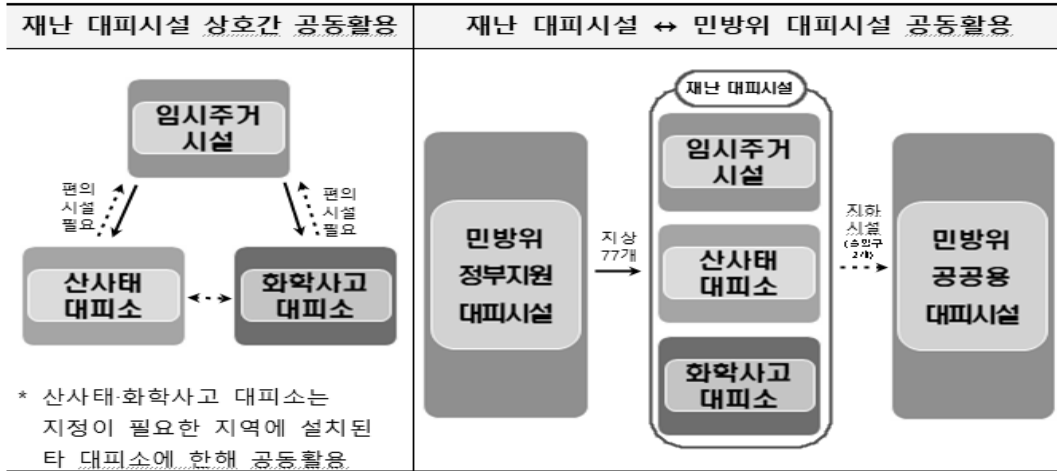 재난 대피시설 상호간 공동활용
재난 대피시설 ↔ 민방위 대피시설 공동활용
임시주거
시설
편의
시설
필요
편의
시설
필요
산사태
대피소
화학사고
대피소
* 산사태·화학사고 대피소는
지정이 필요한 지역에 설치된
타 대피소에 한해 공동활용
민방위
정부지원
대피시설
지상
77개
재난 대피시설
임시주거
시설
산사태
대피소
화학사고
대피소
지하
시설
(출입구
2개)
민방위
공공용
대피시설